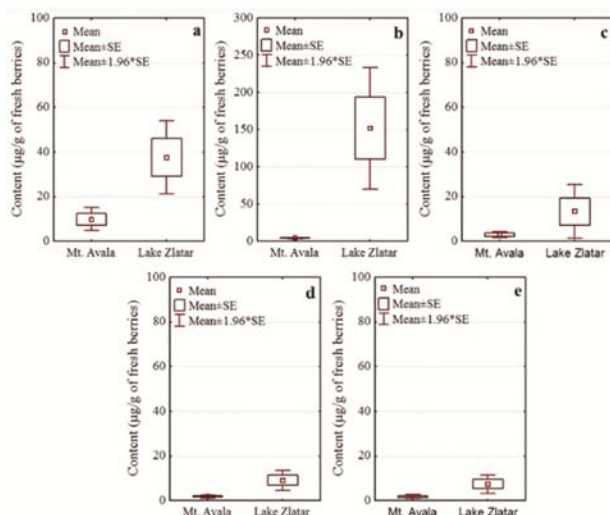 a
Mean
Mean±SE
Mean±1.96*SE
Content (µg/g of fresh berries)
100
80
60
40
20
0
Mt. Avala Lake Zlatar
b
Mean
Mean±SE
Mean±1.96*SE
Content (µg/g of fresh berries)
300
250
200
150
100
50
0
Mt. Avala Lake Zlatar
c
Mean
Mean±SE
Mean±1.96*SE
Content (µg/g of fresh berries)
100
80
60
40
20
0
Mt. Avala Lake Zlatar
d
Mean
Mean±SE
Mean±1.96*SE
Content (µg/g of fresh berries)
100
80
60
40
20
0
Mt. Avala Lake Zlatar
e
Mean
Mean±SE
Mean±1.96*SE
Content (µg/g of fresh berries)
100
80
60
40
20
0
Mt. Avala Lake Zlatar